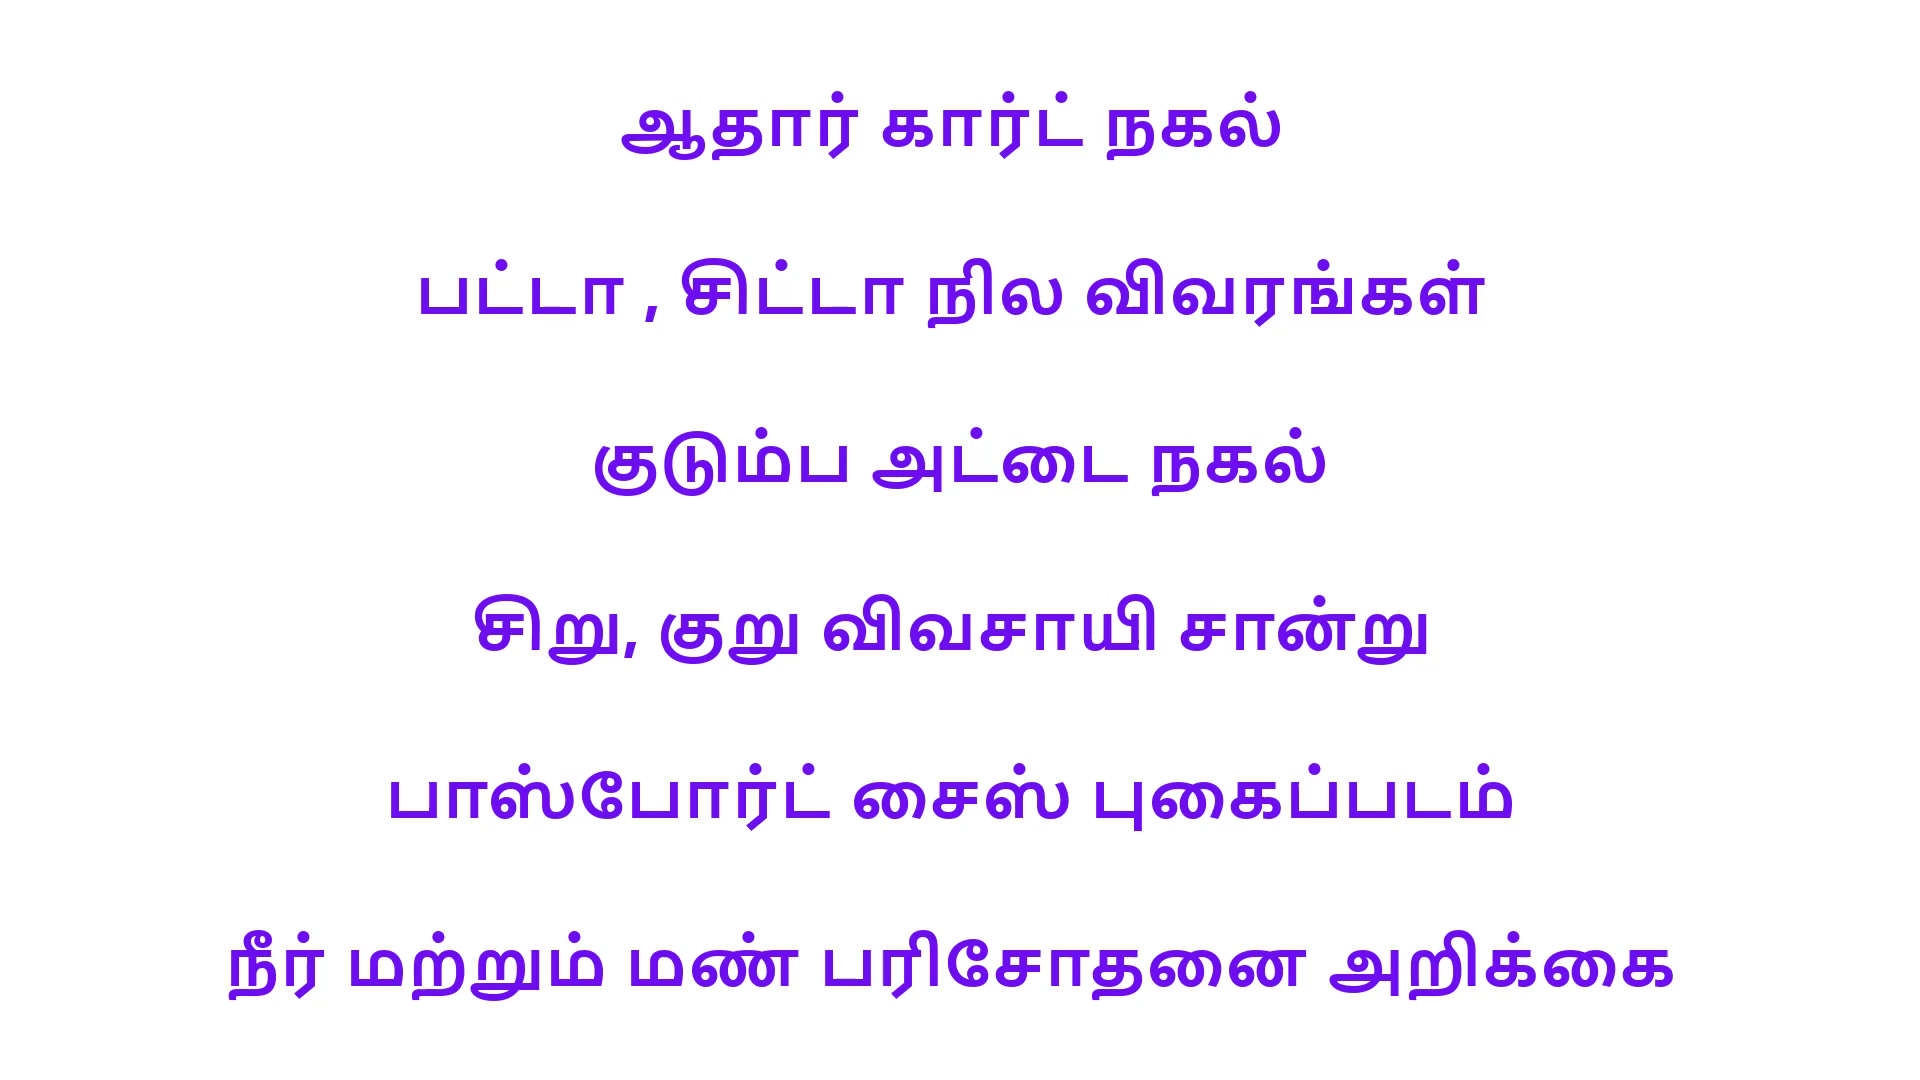 ஆதார் கார்ட் நகல்
பட்டா , சிட்டா நில விவரங்கள்
குடும்ப அட்டை நகல்
சிறு, குறு விவசாயி சான்று
பாஸ்போர்ட் சைஸ் புகைப்படம்
நீர் மற்றும் மண் பரிசோதனை அறிக்கை